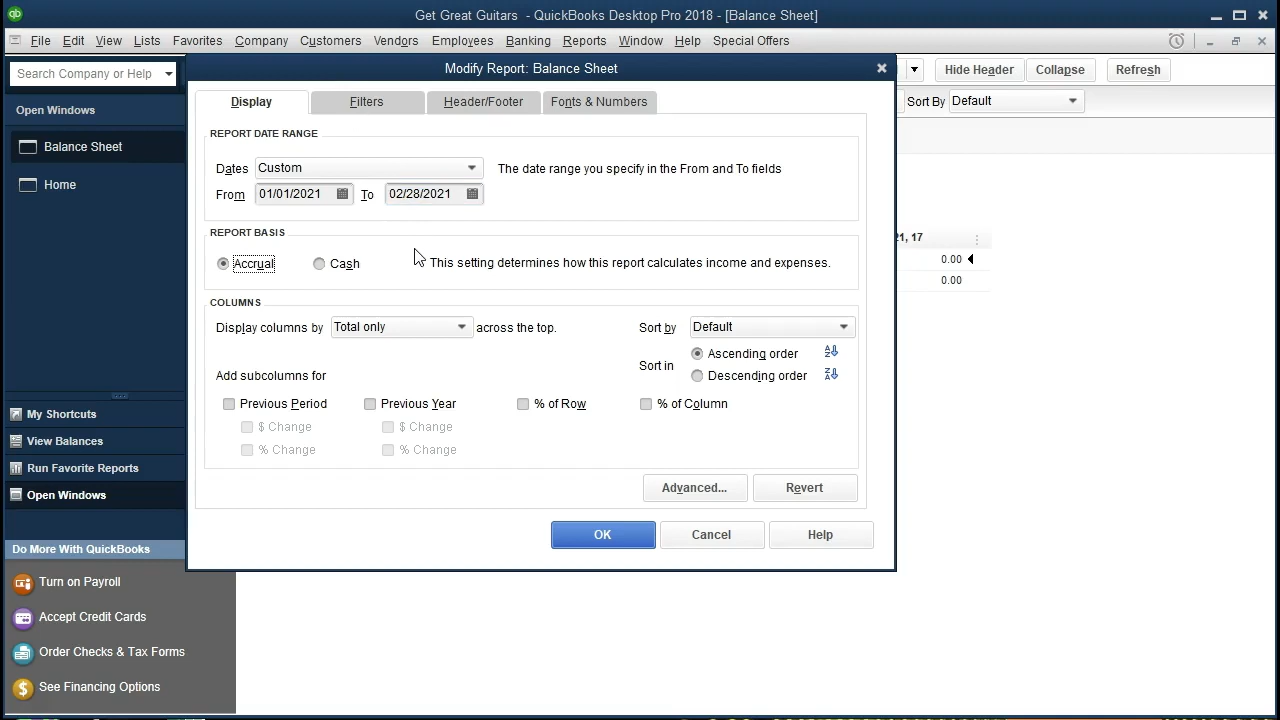 Get Great Guitars - QuickBooks Desktop Pro 2018 - [Balance Sheet]
File Edit View Lists Favorites Company Customers Vendors Employees Banking Reports Window Help Special Offers
Search Company or Help
Modify Report: Balance Sheet
Hide Header Collapse Refresh
Open Windows
Display Filters Header/Footer Fonts & Numbers
Sort By Default
REPORT DATE RANGE
Balance Sheet
Dates Custom The date range you specify in the From and To fields
Home
From 01/01/2021 To 02/28/2021
REPORT BASIS
21, 17
Accrual Cash This setting determines how this report calculates income and expenses.
0.00
0.00
COLUMNS
Display columns by Total only across the top. Sort by Default
Ascending order
Sort in
Add subcolumns for Descending order
Previous Period Previous Year % of Row % of Column
$ Change $ Change
% Change % Change
My Shortcuts
View Balances
Run Favorite Reports
Open Windows
Advanced... Revert
OK Cancel Help
Do More With QuickBooks
Turn on Payroll
Accept Credit Cards
Order Checks & Tax Forms
See Financing Options